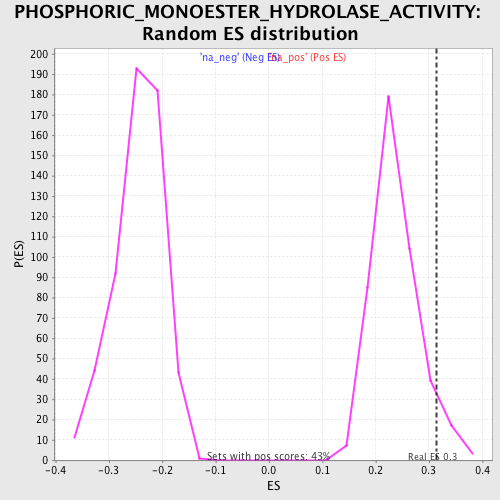 PHOSPHORIC_MONOESTER_HYDROLASE_ACTIVITY:
Random ES distribution
'na_neg' (Neg ES) 'na_pos' (Pos ES)
200
190
180
170
160
150
140
130
120
110
100
90
80
70
60
50
40
30
20
10
0
P(ES)
Sets with pos scores: 43%
Real ES 0.3
-0.4 -0.3 -0.2 -0.1 0.0 0.1 0.2 0.3 0.4
ES